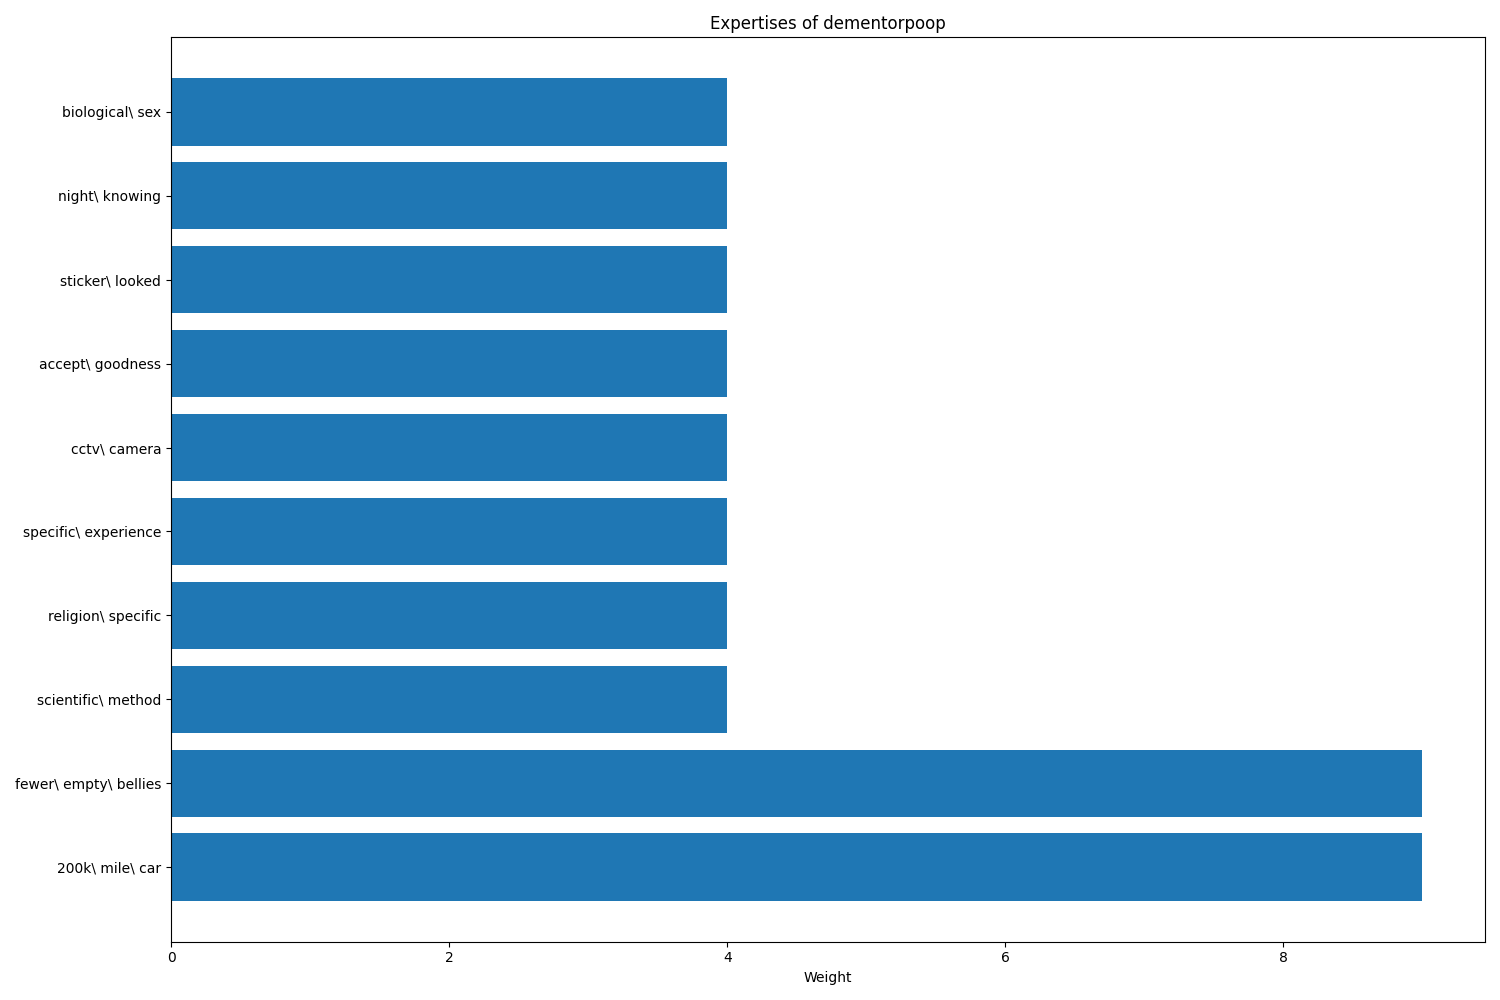 Expertises of dementorpoop
biological\ sex
night\ knowing
sticker\ looked
accept\ goodness
cctv\ camera
specific\ experience
religion\ specific
scientific\ method
fewer\ empty\ bellies
200k\ mile\ car
0 2 4 6 8
Weight